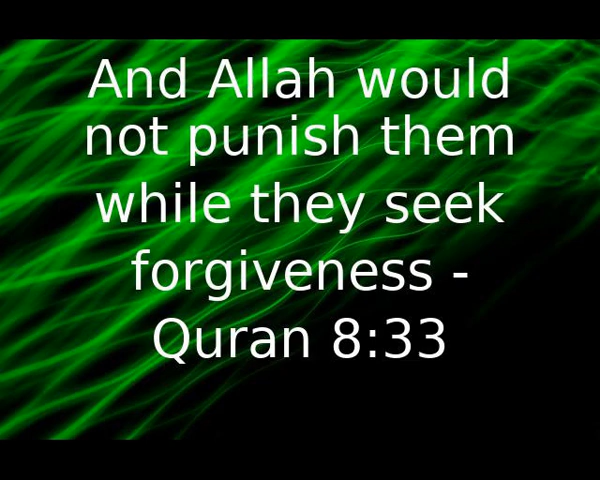 And Allah would
not punish them
while they seek
forgiveness -
Quran 8:33